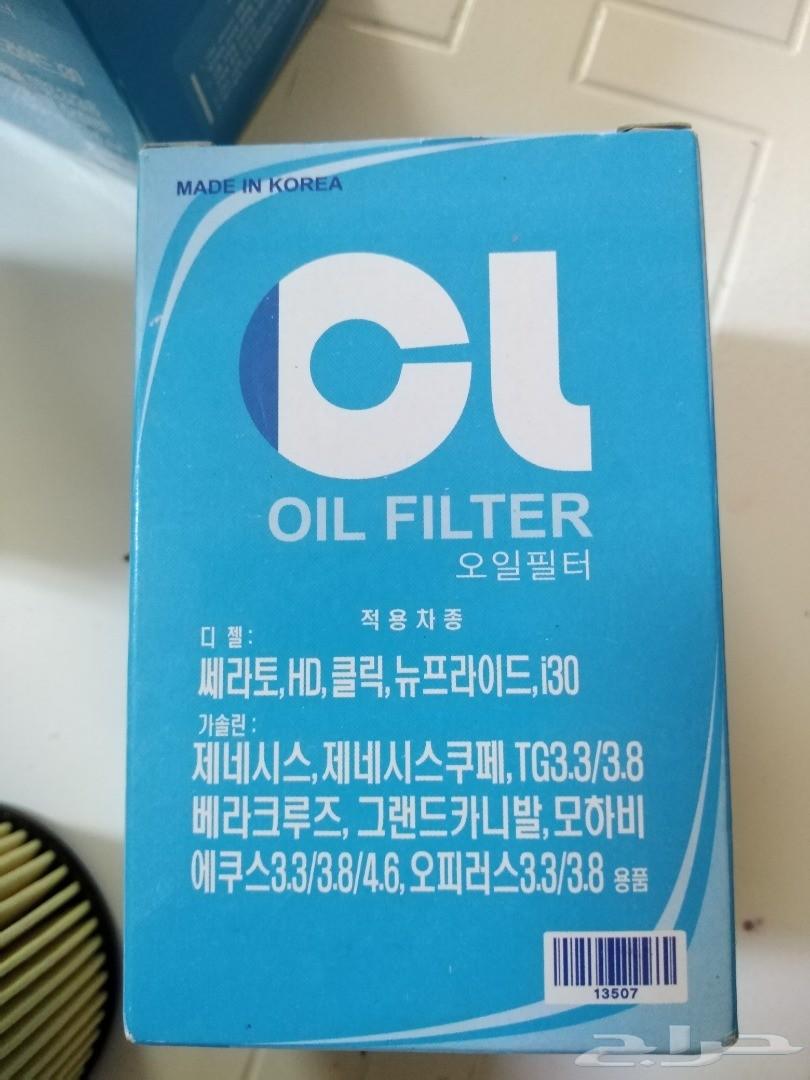 MADE IN KOREA
CL
OIL FILTER
오일필터
적용차종
디젤:
쎄라토, HD, 클릭, 뉴프라이드, i30
가솔린:
제네시스, 제네시스쿠페, TG3.3/3.8
베라크루즈, 그랜드카니발, 모하비
에쿠스3.3/3.8/4.6, 오피러스3.3/3.8 용품
13507
حراج